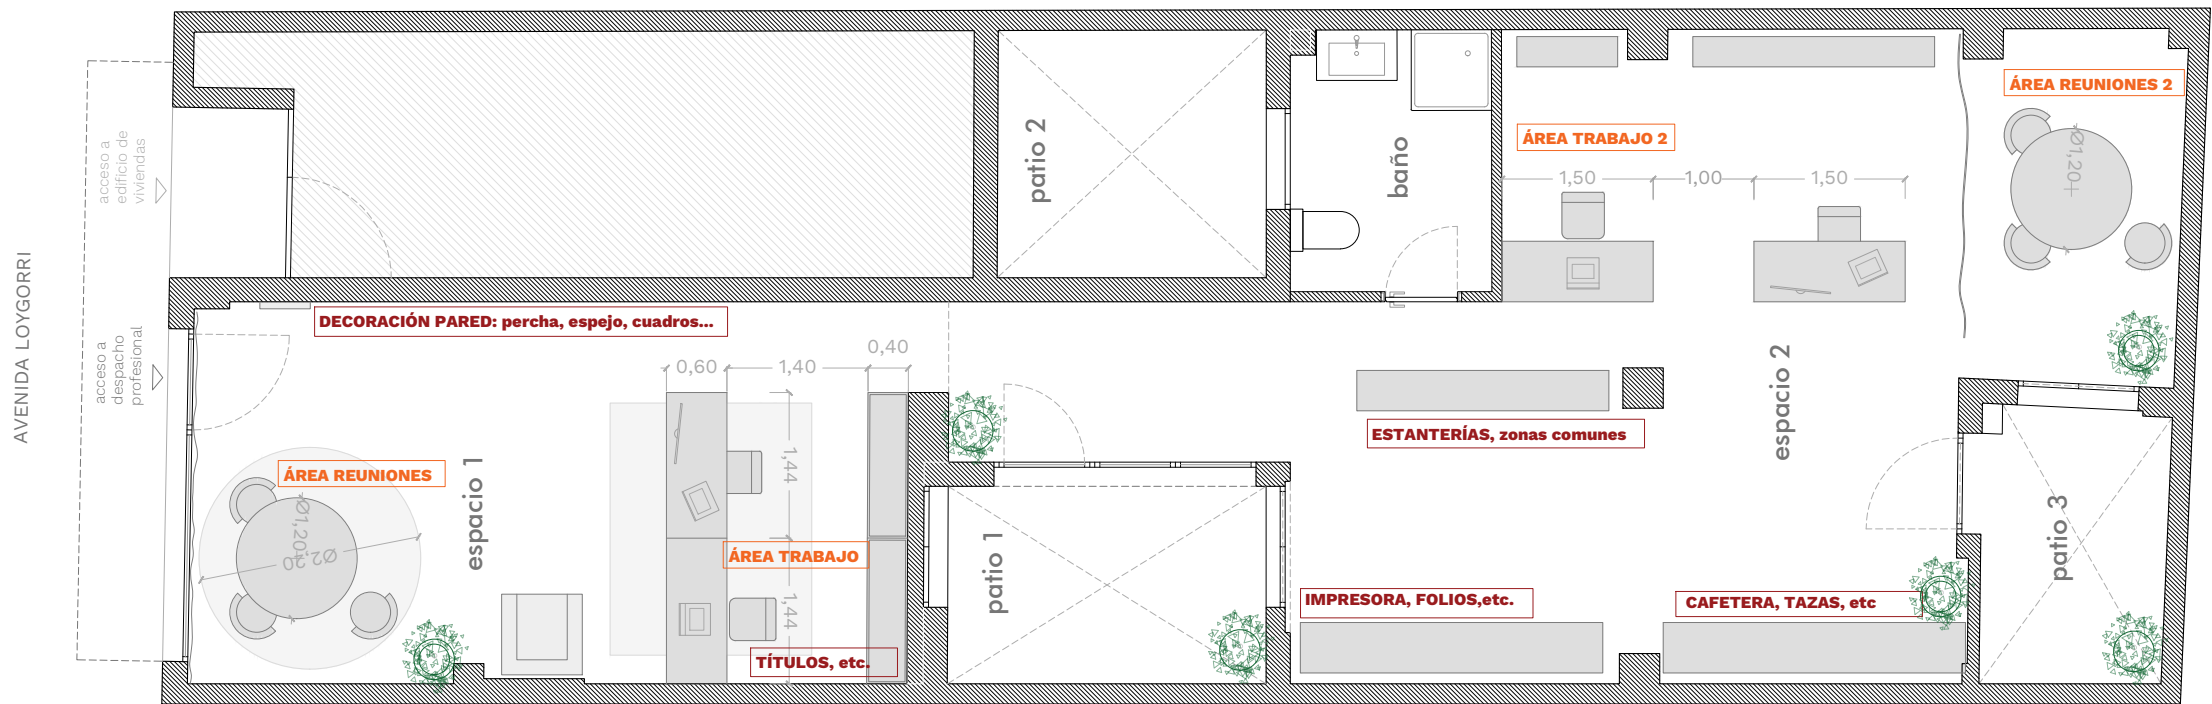 AVENIDA LOYGORRI
acceso a
edificio de
viviendas
acceso a
despacho
profesional
DECORACIÓN PARED: percha, espejo, cuadros...
ÁREA REUNIONES
Ø1,20
Ø2,20
espacio 1
0,60
1,40
0,40
1,44
1,44
ÁREA TRABAJO
TÍTULOS, etc.
patio 2
patio 1
baño
ÁREA TRABAJO 2
1,50
1,00
1,50
ÁREA REUNIONES 2
Ø1,20
ESTANTERÍAS, zonas comunes
espacio 2
IMPRESORA, FOLIOS,etc.
CAFETERA, TAZAS, etc
patio 3